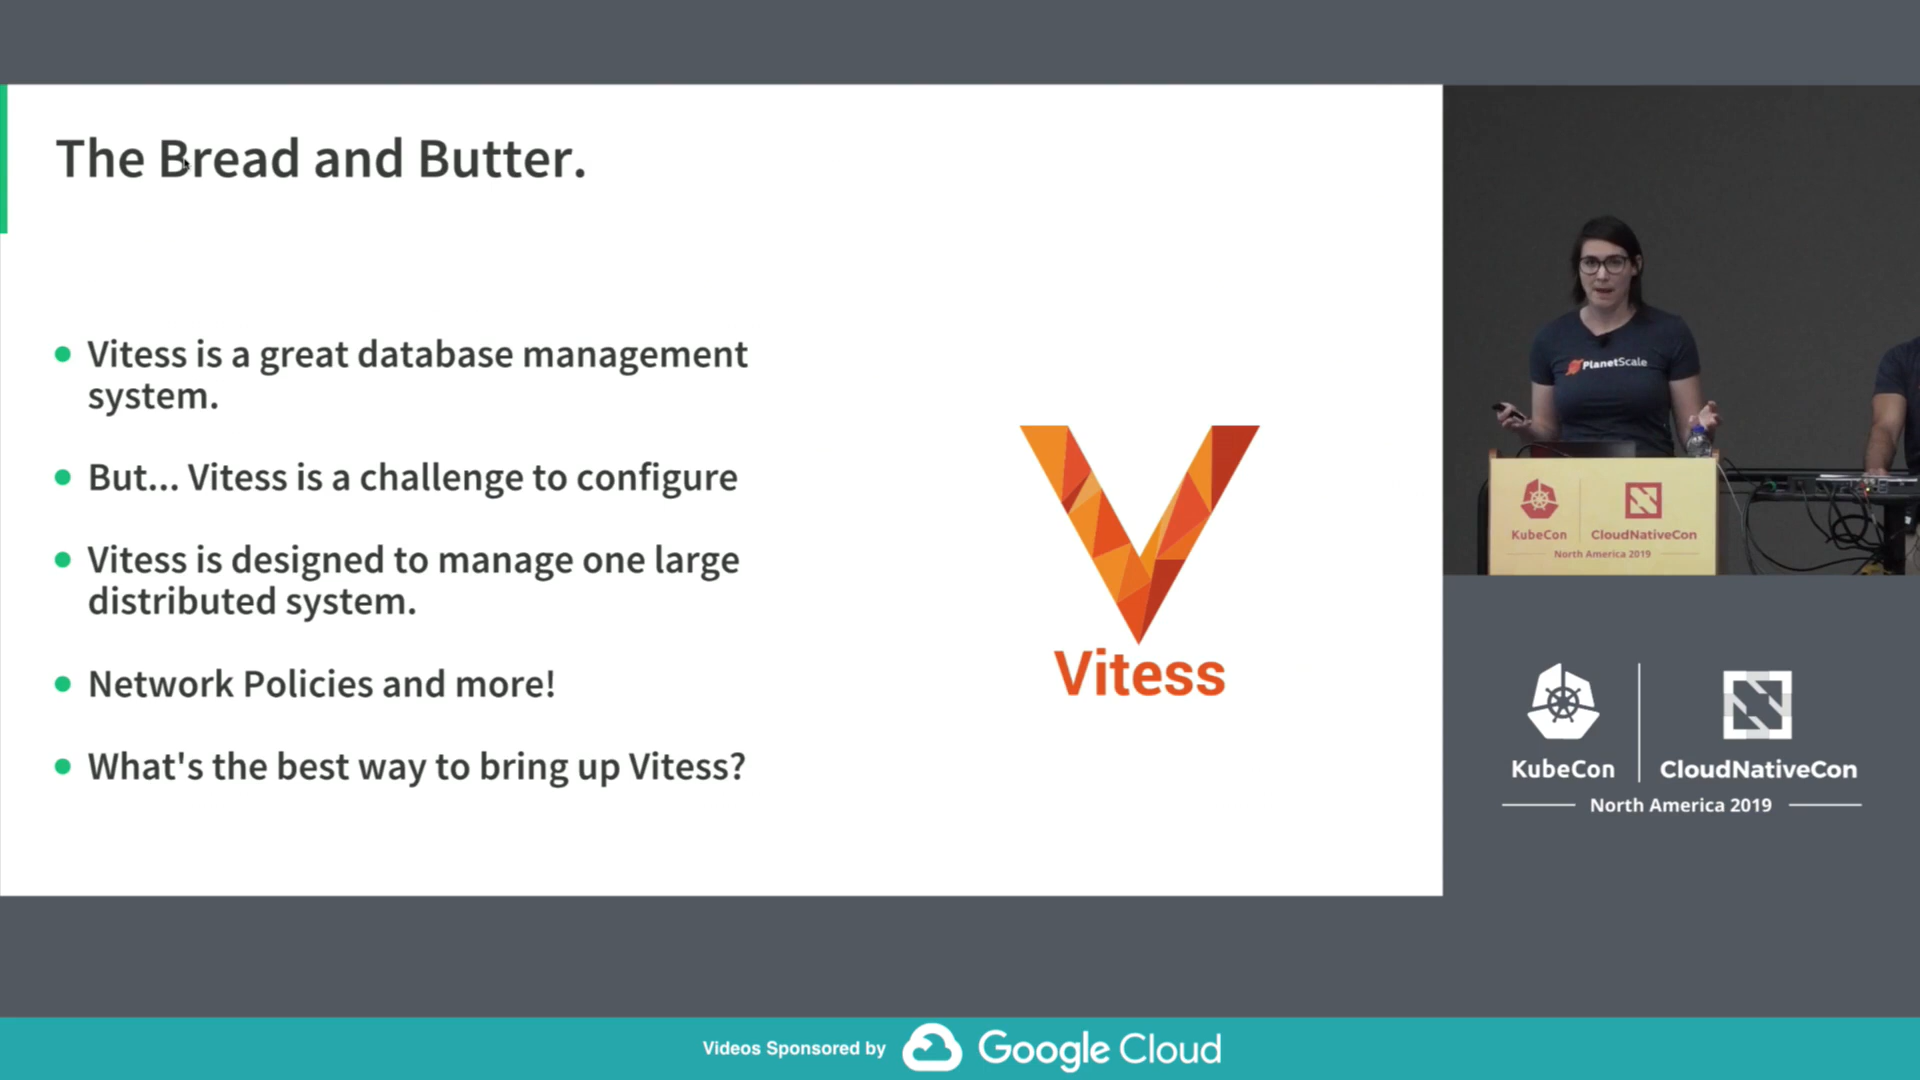 The Bread and Butter.
Vitess is a great database management
system.
But... Vitess is a challenge to configure
Vitess is designed to manage one large
distributed system.
Network Policies and more!
What's the best way to bring up Vitess?
Vitess
PlanetScale
KubeCon
CloudNativeCon
North America 2019
KubeCon
CloudNativeCon
North America 2019
Videos Sponsored by
Google Cloud